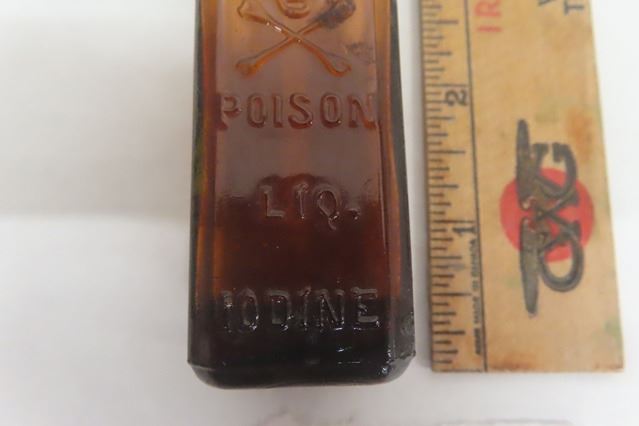 POISON
LIQ.
IODINE
2
1